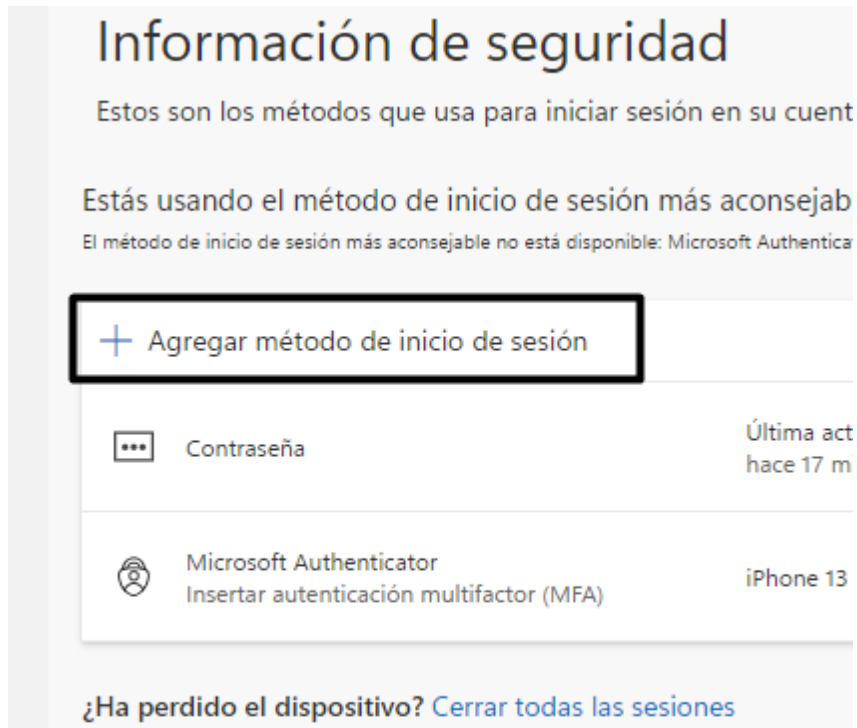 Información de seguridad
Estos son los métodos que usa para iniciar sesión en su cuent
Estás usando el método de inicio de sesión más aconsejab
El método de inicio de sesión más aconsejable no está disponible: Microsoft Authentica
Agregar método de inicio de sesión
Contraseña
Última act
hace 17 m
Microsoft Authenticator
Insertar autenticación multifactor (MFA)
iPhone 13
¿Ha perdido el dispositivo? Cerrar todas las sesiones